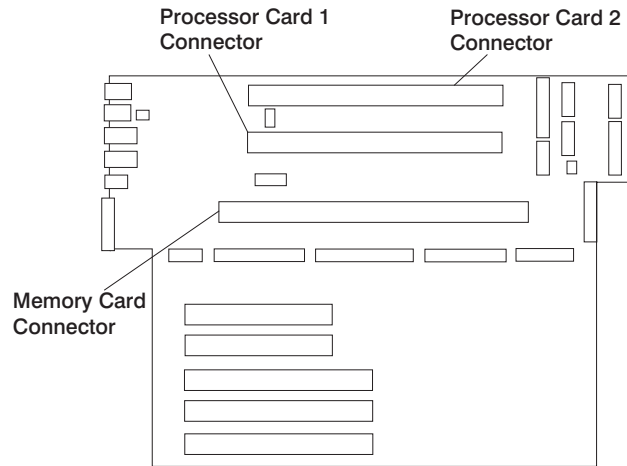 Processor Card 1
Connector
Processor Card 2
Connector
Memory Card
Connector